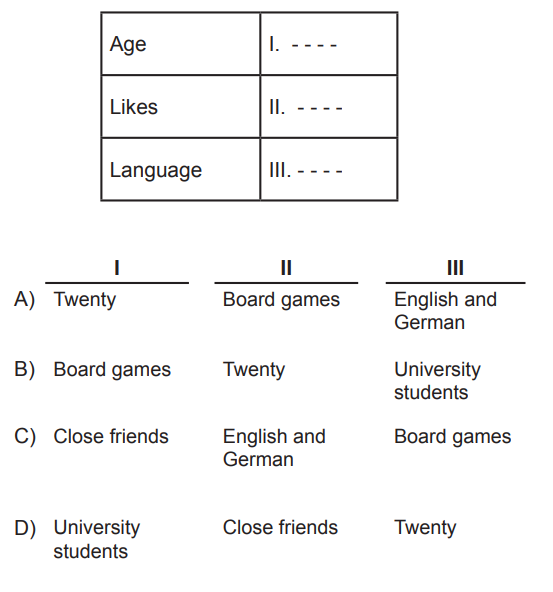 Age I. - - - -
Likes II. - - - -
Language III. - - - -
I II III
A) Twenty Board games English and
German
B) Board games Twenty University
students
C) Close friends English and Board games
German
D) University Close friends Twenty
students